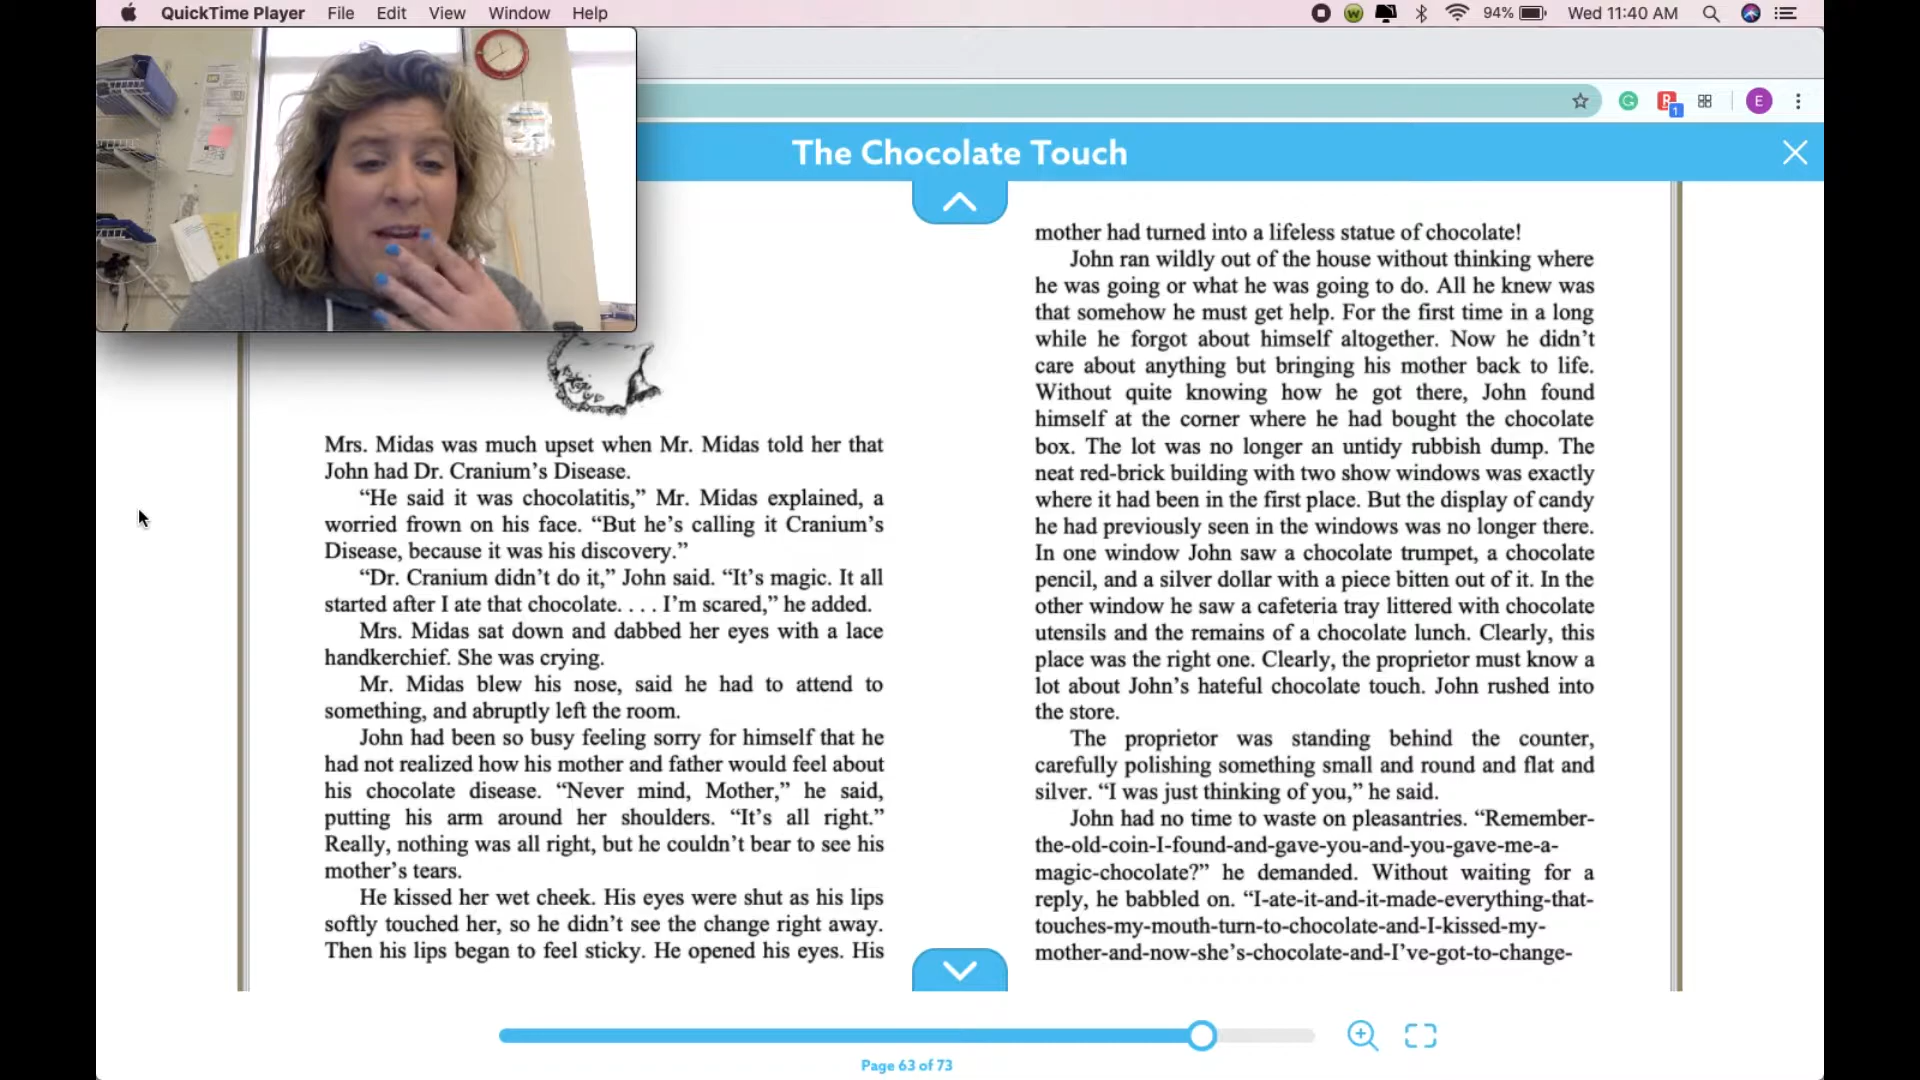 QuickTime Player File Edit View Window Help 94% Wed 11:40 AM
E
1
The Chocolate Touch
Mrs. Midas was much upset when Mr. Midas told her that
John had Dr. Cranium’s Disease.
“He said it was chocolatitis,” Mr. Midas explained, a
worried frown on his face. “But he’s calling it Cranium’s
Disease, because it was his discovery.”
“Dr. Cranium didn’t do it,” John said. “It’s magic. It all
started after I ate that chocolate. . . . I’m scared,” he added.
Mrs. Midas sat down and dabbed her eyes with a lace
handkerchief. She was crying.
Mr. Midas blew his nose, said he had to attend to
something, and abruptly left the room.
John had been so busy feeling sorry for himself that he
had not realized how his mother and father would feel about
his chocolate disease. “Never mind, Mother,” he said,
putting his arm around her shoulders. “It’s all right.”
Really, nothing was all right, but he couldn’t bear to see his
mother’s tears.
He kissed her wet cheek. His eyes were shut as his lips
softly touched her, so he didn’t see the change right away.
Then his lips began to feel sticky. He opened his eyes. His
mother had turned into a lifeless statue of chocolate!
John ran wildly out of the house without thinking where
he was going or what he was going to do. All he knew was
that somehow he must get help. For the first time in a long
while he forgot about himself altogether. Now he didn’t
care about anything but bringing his mother back to life.
Without quite knowing how he got there, John found
himself at the corner where he had bought the chocolate
box. The lot was no longer an untidy rubbish dump. The
neat red-brick building with two show windows was exactly
where it had been in the first place. But the display of candy
he had previously seen in the windows was no longer there.
In one window John saw a chocolate trumpet, a chocolate
pencil, and a silver dollar with a piece bitten out of it. In the
other window he saw a cafeteria tray littered with chocolate
utensils and the remains of a chocolate lunch. Clearly, this
place was the right one. Clearly, the proprietor must know a
lot about John’s hateful chocolate touch. John rushed into
the store.
The proprietor was standing behind the counter,
carefully polishing something small and round and flat and
silver. “I was just thinking of you,” he said.
John had no time to waste on pleasantries. “Remember-
the-old-coin-I-found-and-gave-you-and-you-gave-me-a-
magic-chocolate?” he demanded. Without waiting for a
reply, he babbled on. “I-ate-it-and-it-made-everything-that-
touches-my-mouth-turn-to-chocolate-and-I-kissed-my-
mother-and-now-she’s-chocolate-and-I’ve-got-to-change-
Page 63 of 73